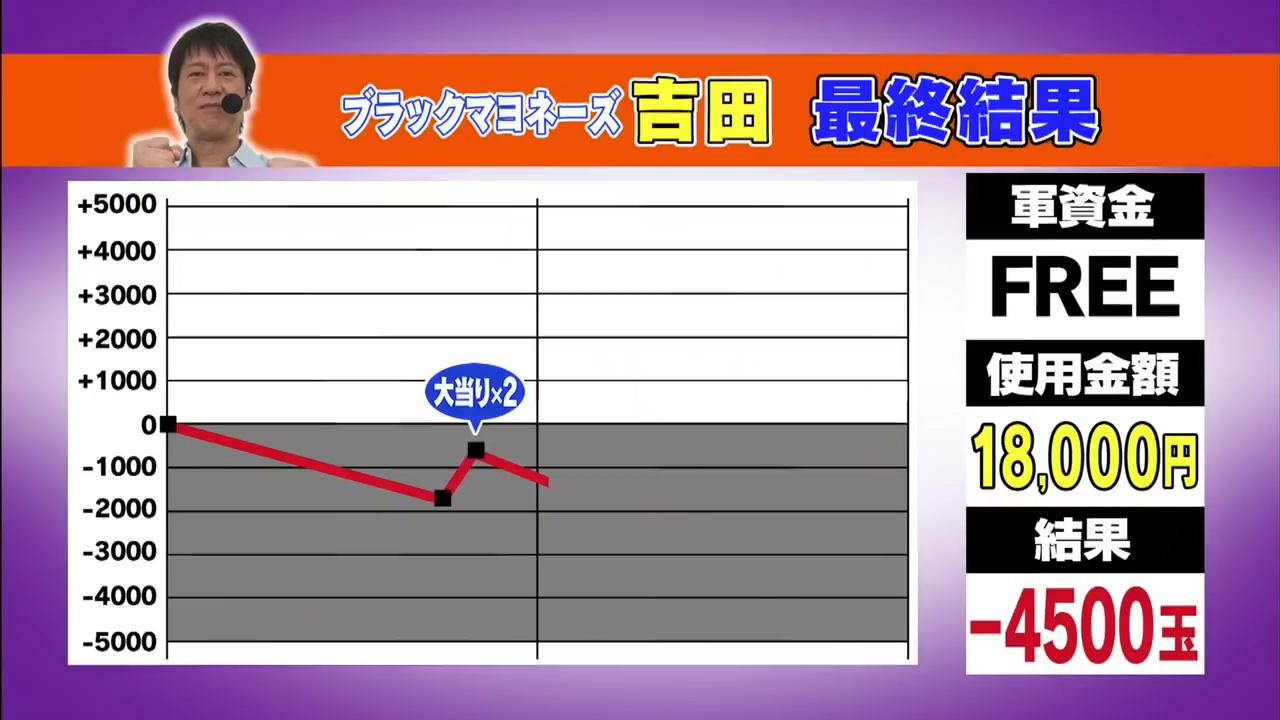 ブラックマヨネーズ 吉田 最終結果
+5000
+4000
+3000
+2000
+1000
0
-1000
-2000
-3000
-4000
-5000
大当り×2
軍資金
FREE
使用金額
18,000円
結果
-4500玉